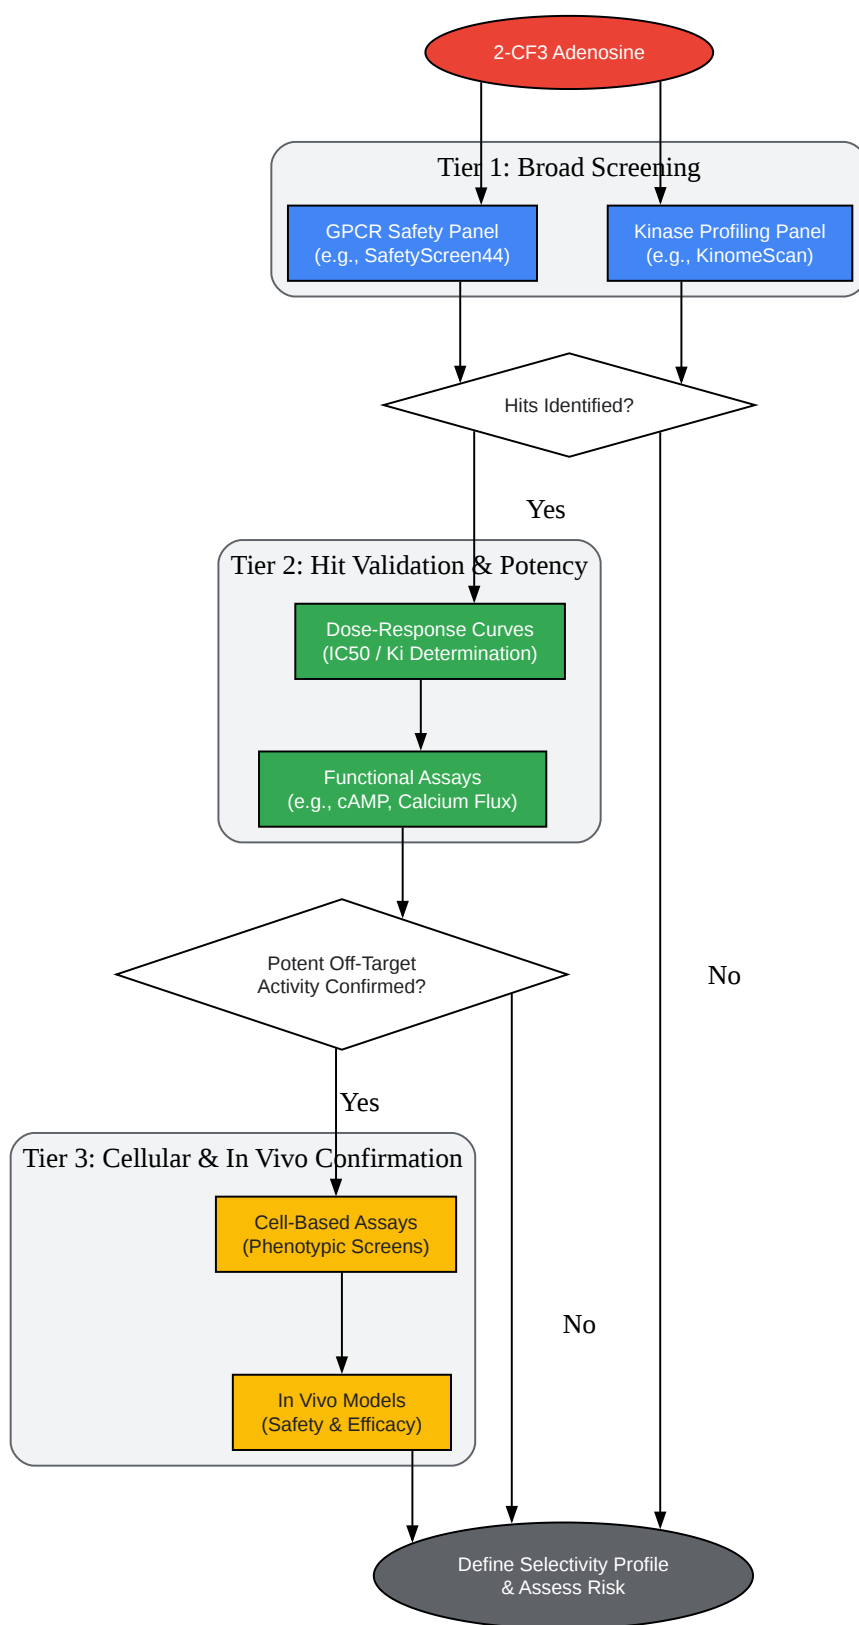 2-CF3 Adenosine
Tier 1: Broad Screening
GPCR Safety Panel
(e.g., SafetyScreen44)
Kinase Profiling Panel
(e.g., KinomeScan)
Hits Identified?
Yes
Tier 2: Hit Validation & Potency
Dose-Response Curves
(IC50 / Ki Determination)
Functional Assays
(e.g., cAMP, Calcium Flux)
Potent Off-Target
Activity Confirmed?
No
Yes
Tier 3: Cellular & In Vivo Confirmation
Cell-Based Assays
(Phenotypic Screens)
No
In Vivo Models
(Safety & Efficacy)
Define Selectivity Profile
& Assess Risk